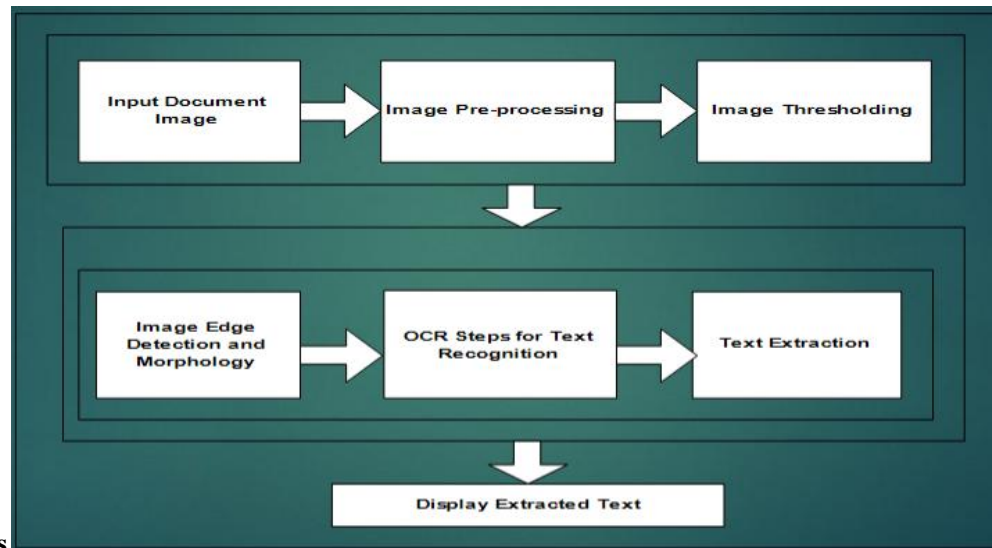 Input Document
Image
Image Pre-processing
Image Thresholding
Image Edge
Detection and
Morphology
OCR Steps for Text
Recognition
Text Extraction
Display Extracted Text
s